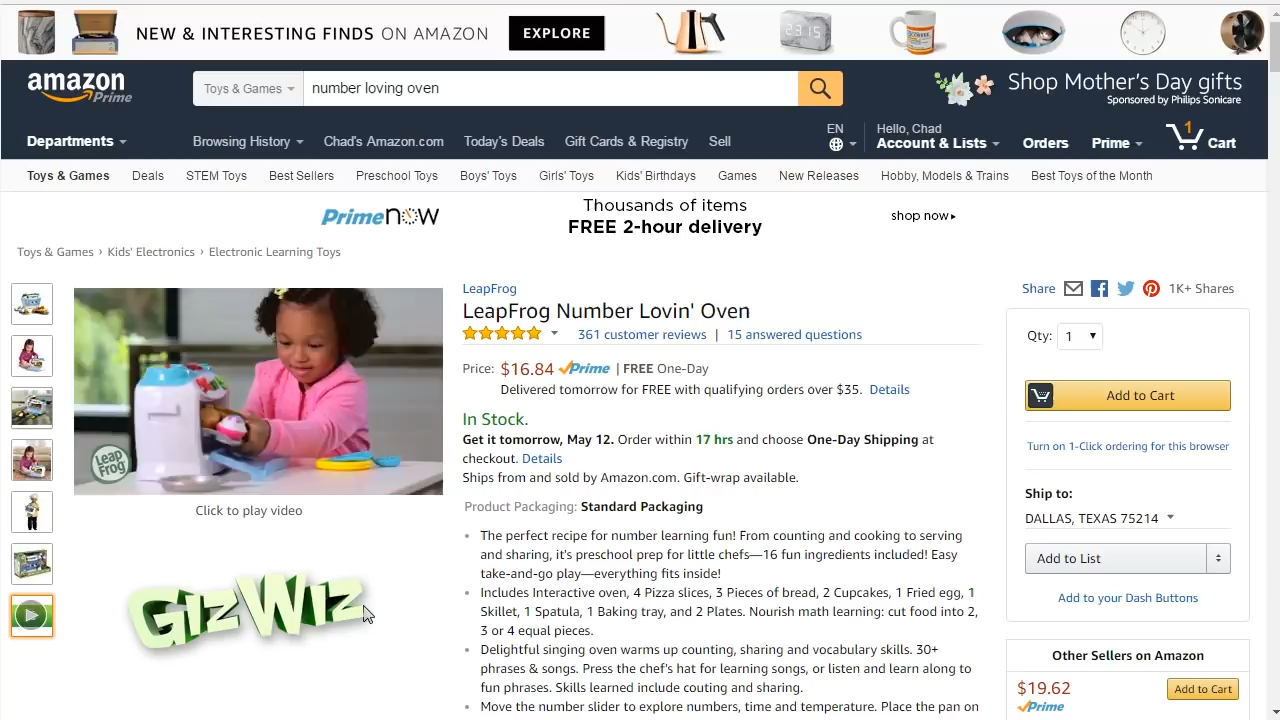 NEW & INTERESTING FINDS ON AMAZON
EXPLORE
amazon
Prime
Toys & Games
number loving oven
Shop Mother's Day gifts
Sponsored by Philips Sonicare
Departments
Browsing History
Chad's Amazon.com
Today's Deals
Gift Cards & Registry
Sell
EN
Hello, Chad
Account & Lists
Orders
Prime
1
Cart
Toys & Games
Deals
STEM Toys
Best Sellers
Preschool Toys
Boys' Toys
Girls' Toys
Kids' Birthdays
Games
New Releases
Hobby, Models & Trains
Best Toys of the Month
PrimeNOW
Thousands of items
FREE 2-hour delivery
shop now
Toys & Games › Kids' Electronics › Electronic Learning Toys
Leap
Frog
Click to play video
GizWiz
LeapFrog
LeapFrog Number Lovin' Oven
361 customer reviews | 15 answered questions
Price: $16.84 Prime | FREE One-Day
Delivered tomorrow for FREE with qualifying orders over $35. Details
In Stock.
Get it tomorrow, May 12. Order within 17 hrs and choose One-Day Shipping at
checkout. Details
Ships from and sold by Amazon.com. Gift-wrap available.
Product Packaging: Standard Packaging
The perfect recipe for number learning fun! From counting and cooking to serving
and sharing, it's preschool prep for little chefs—16 fun ingredients included! Easy
take-and-go play—everything fits inside!
Includes Interactive oven, 4 Pizza slices, 3 Pieces of bread, 2 Cupcakes, 1 Fried egg, 1
Skillet, 1 Spatula, 1 Baking tray, and 2 Plates. Nourish math learning: cut food into 2,
3 or 4 equal pieces.
Delightful singing oven warms up counting, sharing and vocabulary skills. 30+
phrases & songs. Press the chef's hat for learning songs, or listen and learn along to
fun phrases. Skills learned include couting and sharing.
Move the number slider to explore numbers, time and temperature. Place the pan on
Share
1K+ Shares
Qty: 1
Add to Cart
Turn on 1-Click ordering for this browser
Ship to:
DALLAS, TEXAS 75214
Add to List
Add to your Dash Buttons
Other Sellers on Amazon
$19.62
Add to Cart
Prime